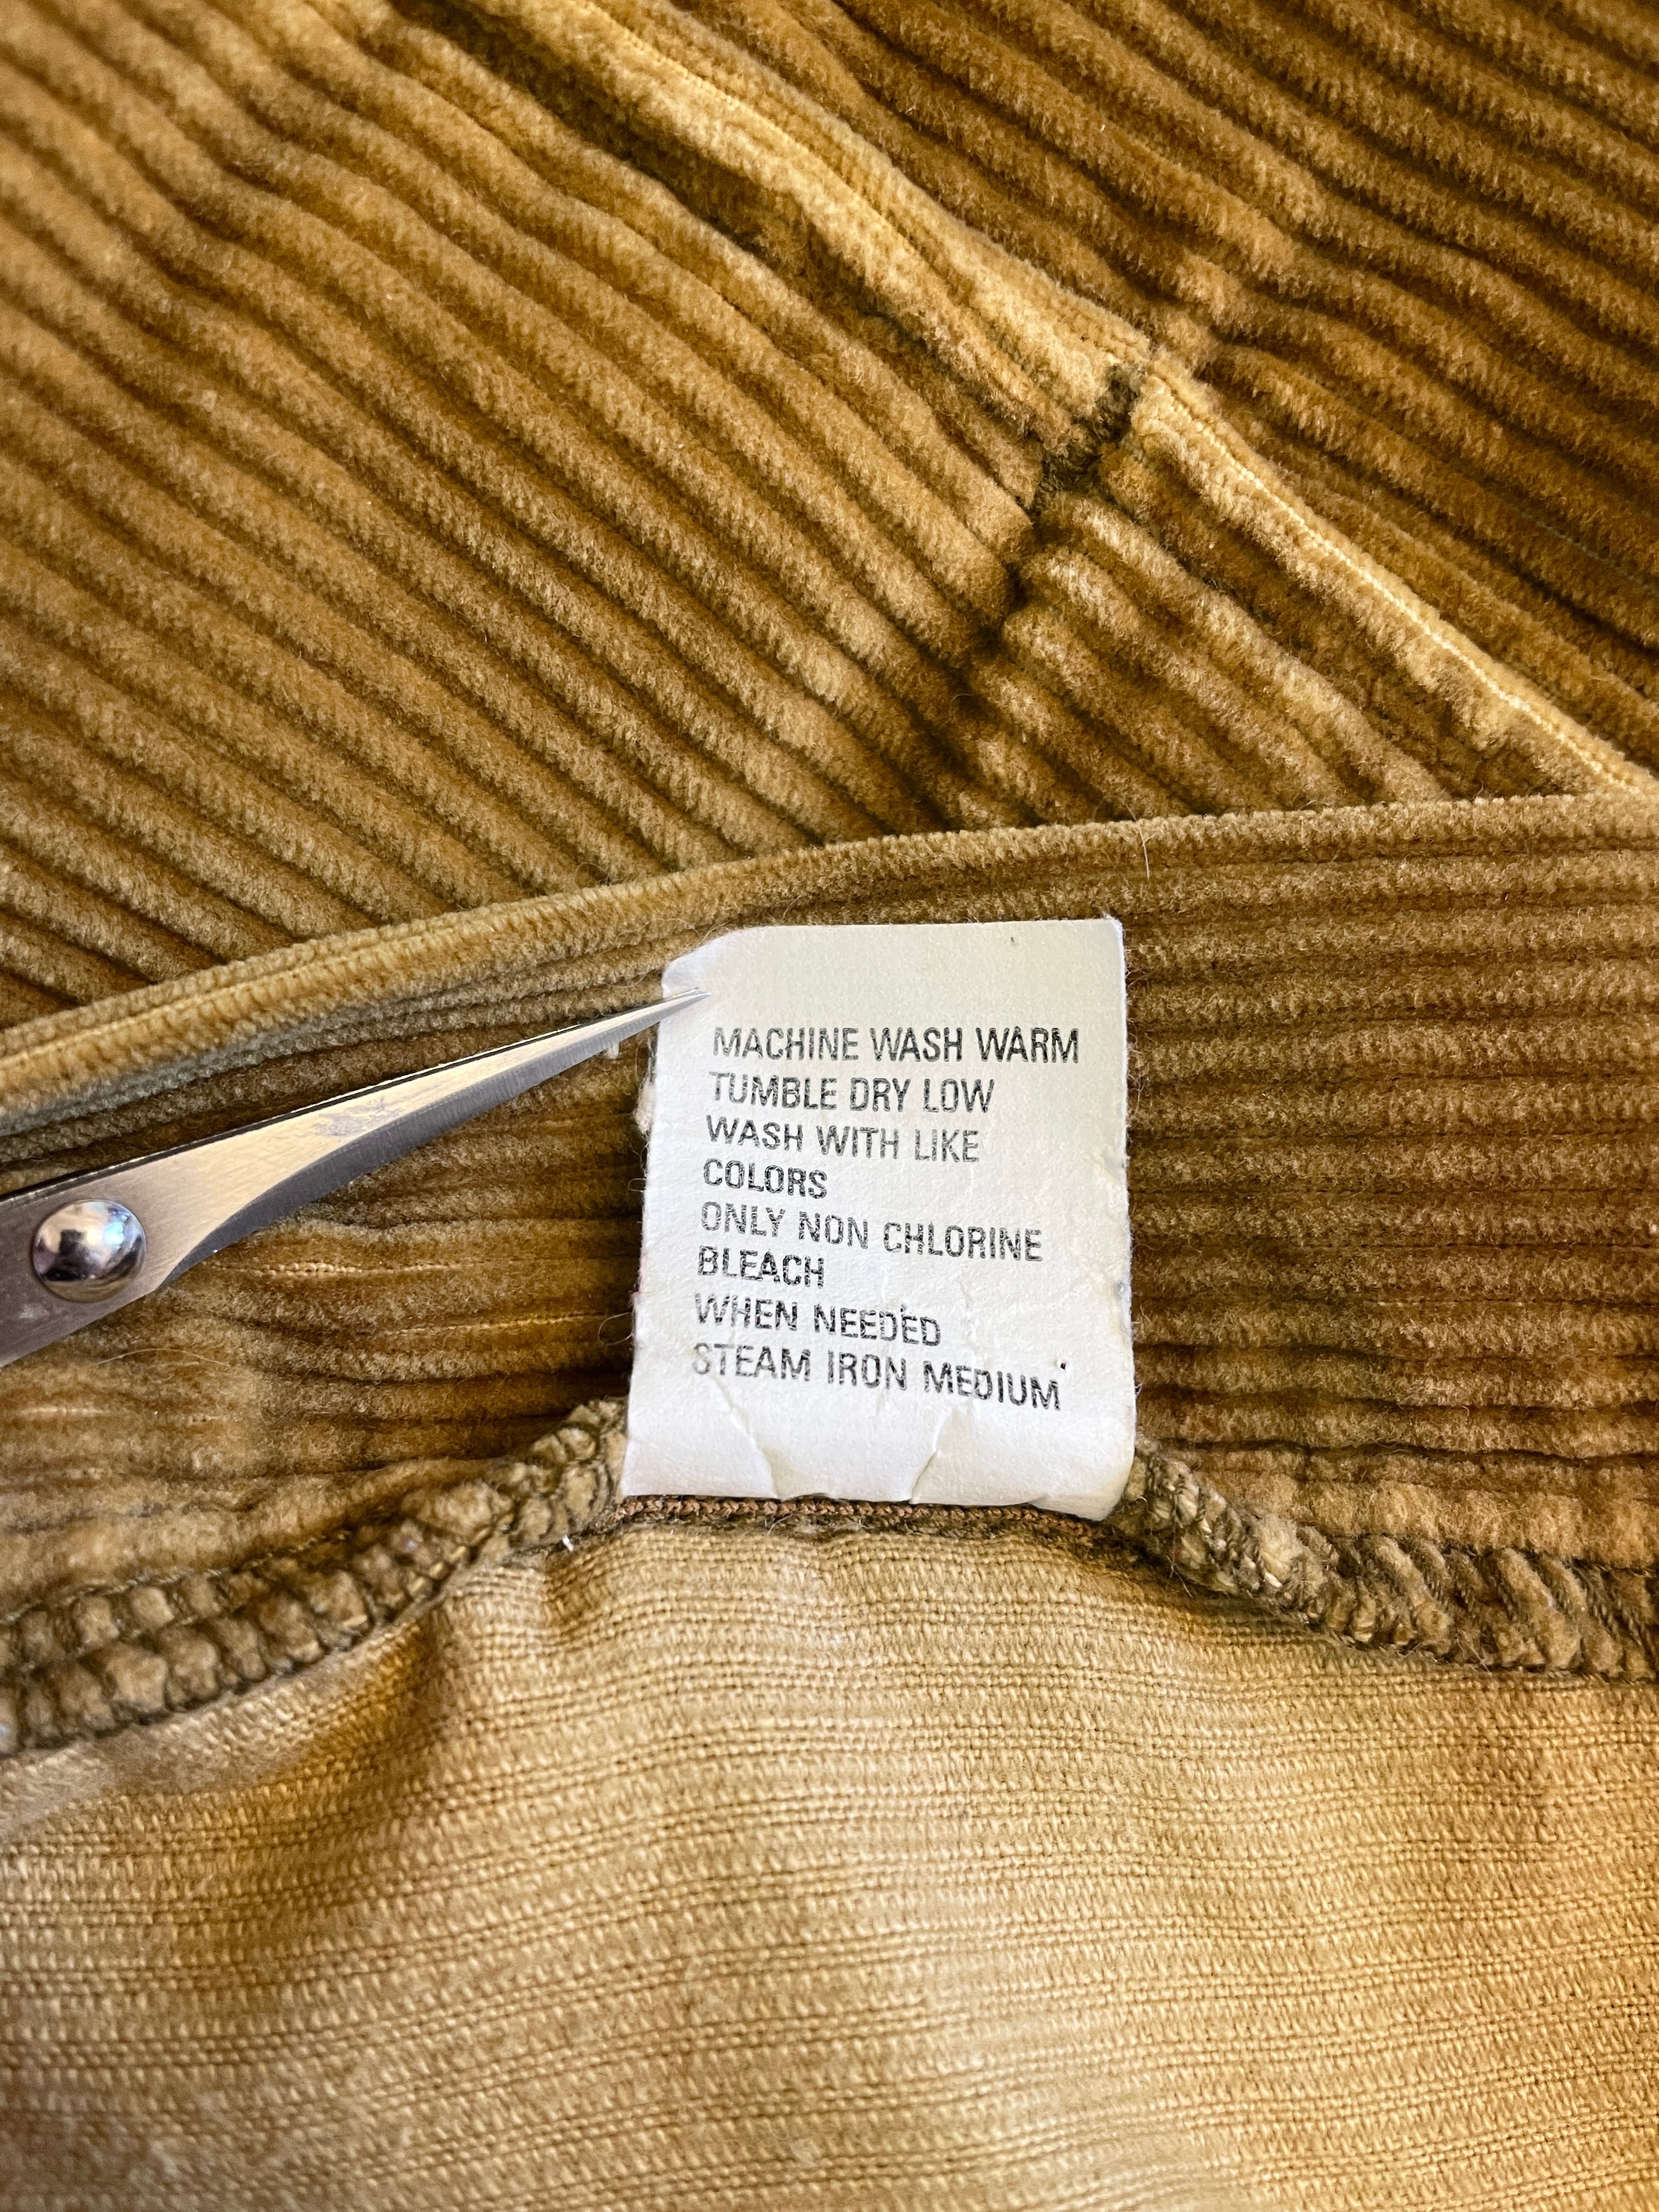 MACHINE WASH WARM
TUMBLE DRY LOW
WASH WITH LIKE
COLORS
ONLY NON CHLORINE
BLEACH
WHEN NEEDED
STEAM IRON MEDIUM